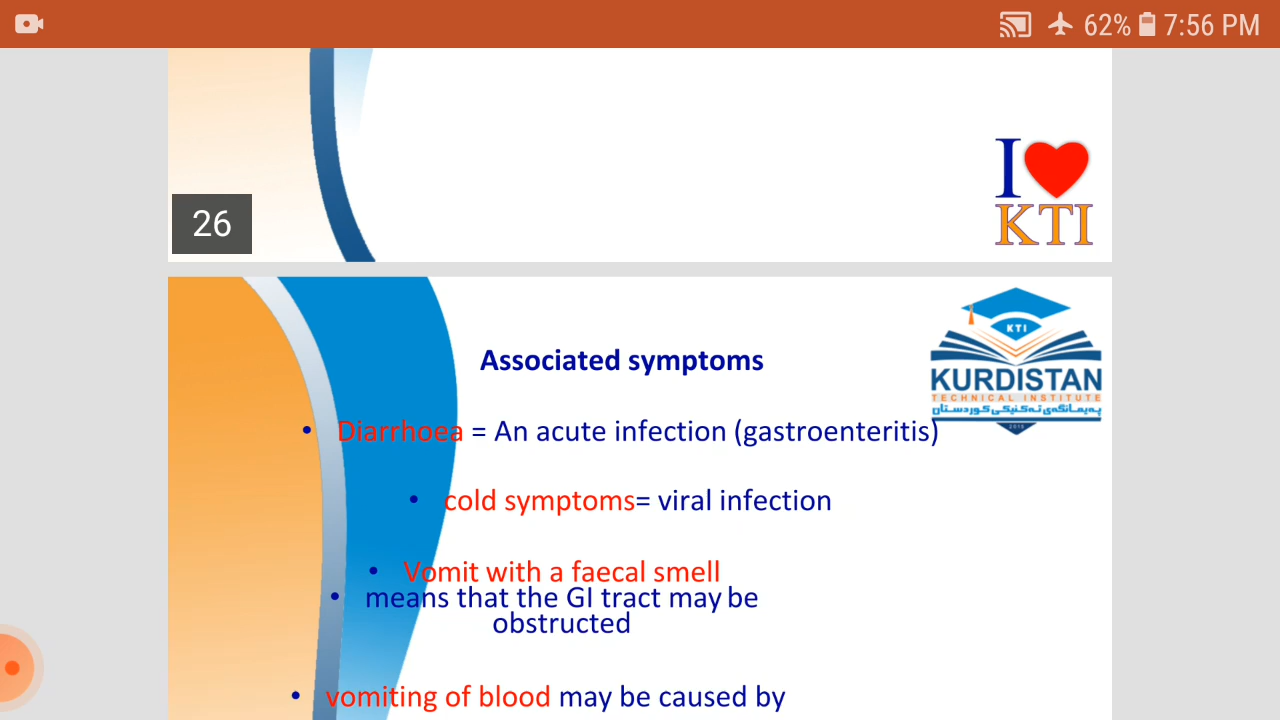 62% 7:56 PM
I
KTI
26
KTI
KURDISTAN
TECHNICAL INSTITUTE
پەیمانگەی تەکنیکی کوردستان
Associated symptoms
• Diarrhoea = An acute infection (gastroenteritis)
• cold symptoms= viral infection
• Vomit with a faecal smell
• means that the GI tract may be
obstructed
• vomiting of blood may be caused by